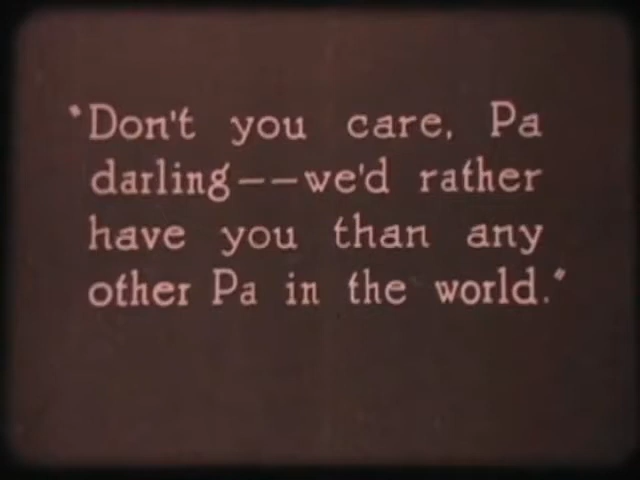 "Don't you care, Pa
darling--we'd rather
have you than any
other Pa in the world."